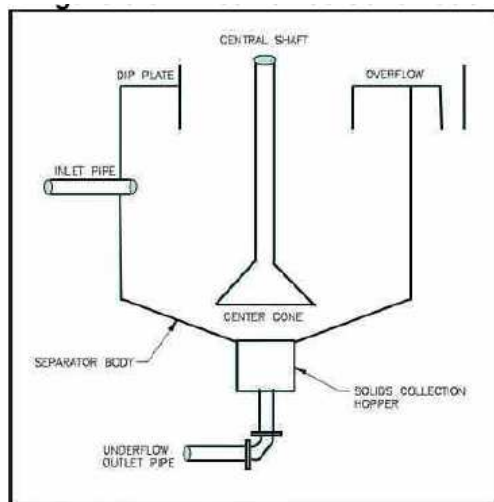 CENTRAL SHAFT
DIP PLATE
OVERFLOW
INLET PIPE
CENTER CONE
SEPARATOR BODY
SOLIDS COLLECTION
HOPPER
UNDERFLOW
OUTLET PIPE